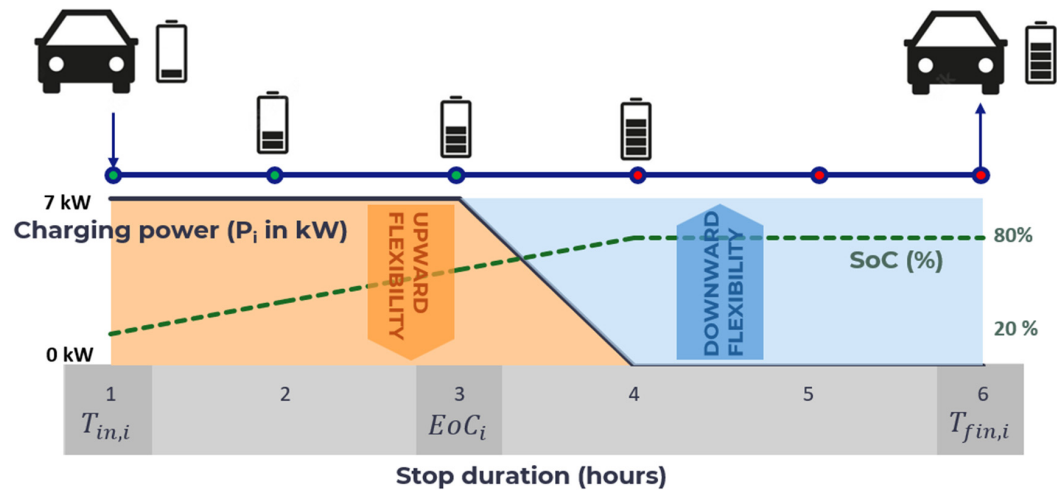 7 kW
Charging power (Pi in kW)
UPWARD
FLEXIBILITY
DOWNWARD
FLEXIBILITY
80%
SoC (%)
20 %
0 kW
1
2
3
4
5
6
Tin,i
EoCi
Tfin,i
Stop duration (hours)